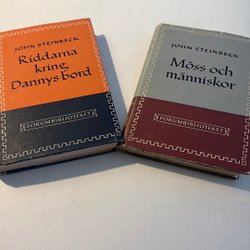 JOHN STEINBECK
Riddarna
kring
Dannys bord
FORUMBIBLIOTEKET
JOHN STEINBECK
Möss och
människor
FORUMBIBLIOTEKET